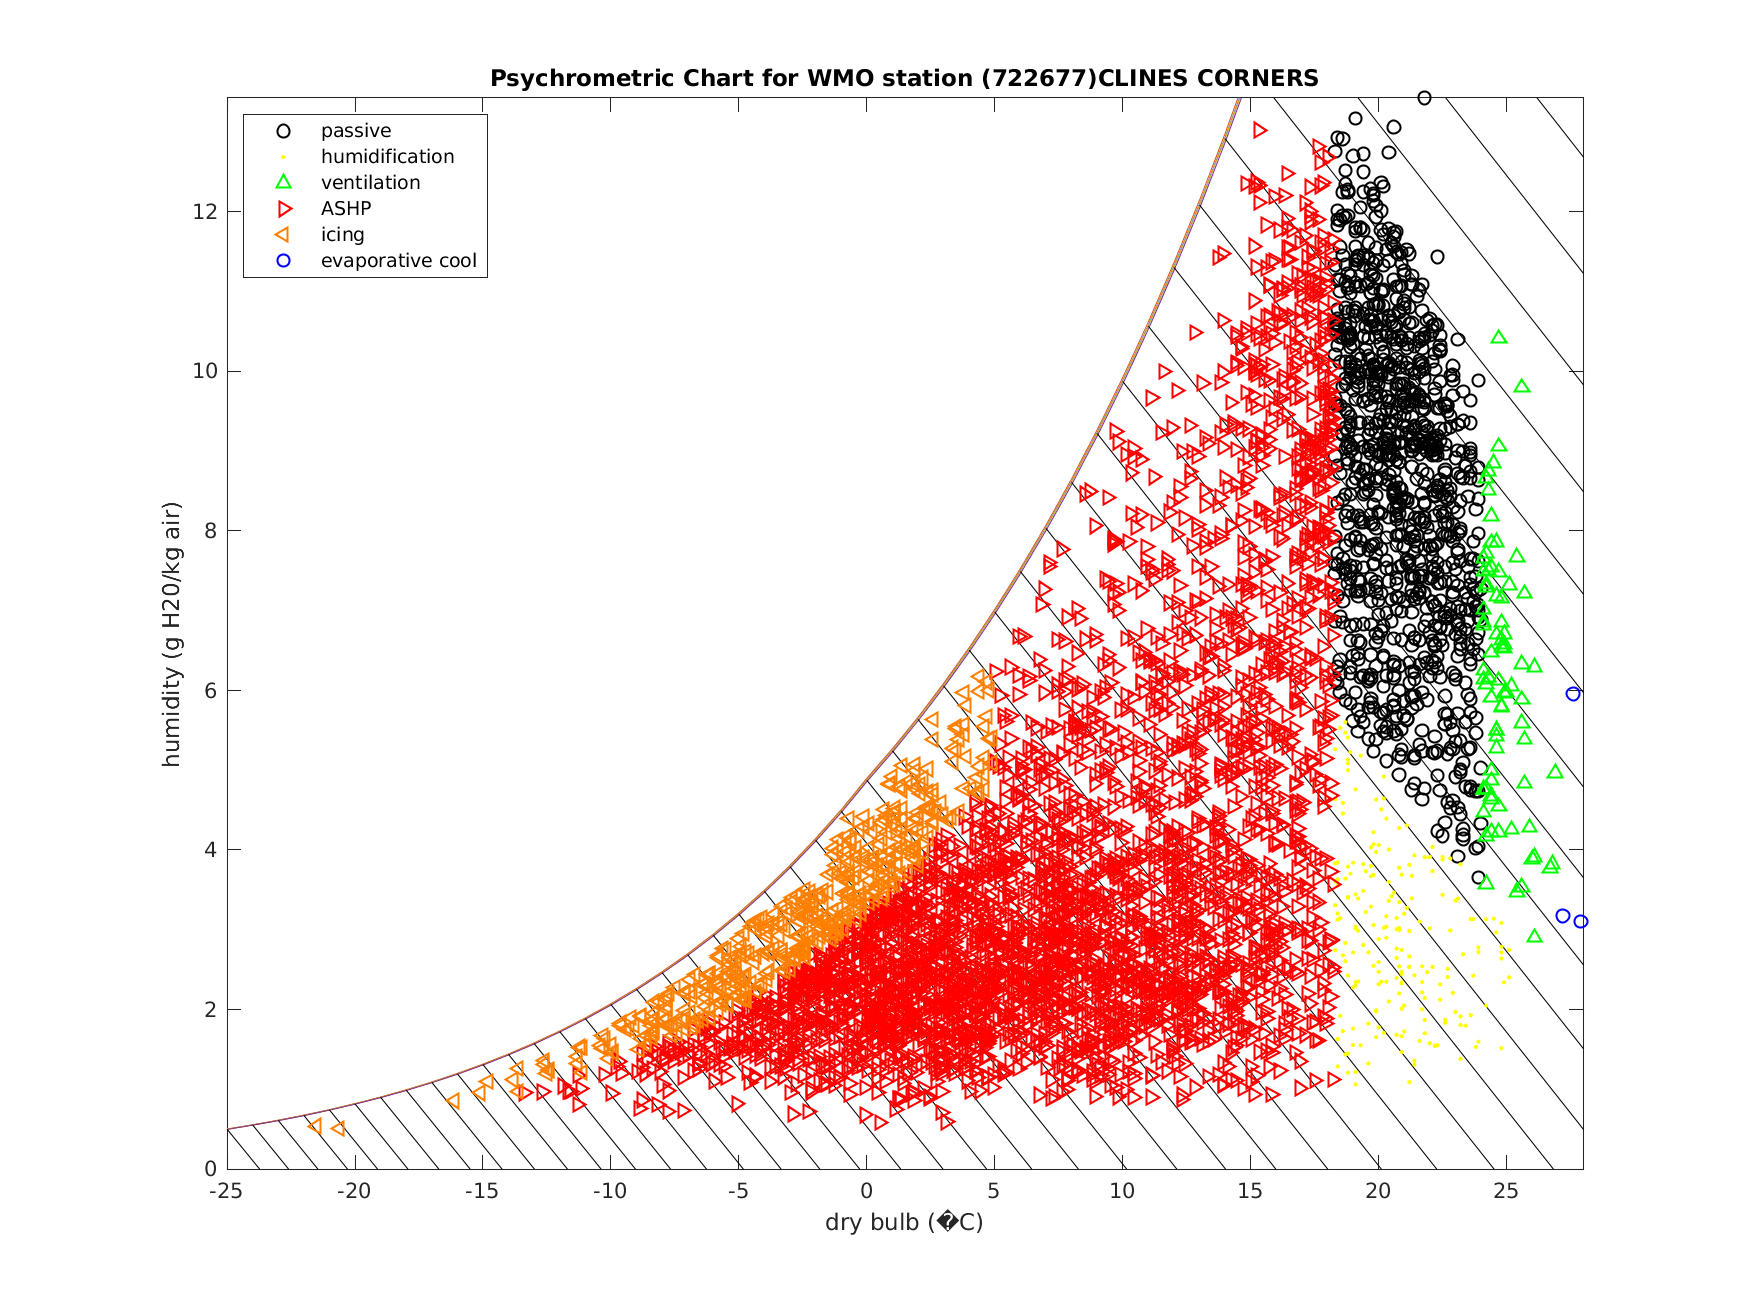 Psychrometric Chart for WMO station (722677)CLINES CORNERS
passive
humidification
ventilation
ASHP
icing
evaporative cool
humidity (g H20/kg air)
12
10
8
6
4
2
0
-25 -20 -15 -10 -5 0 5 10 15 20 25
dry bulb (�C)